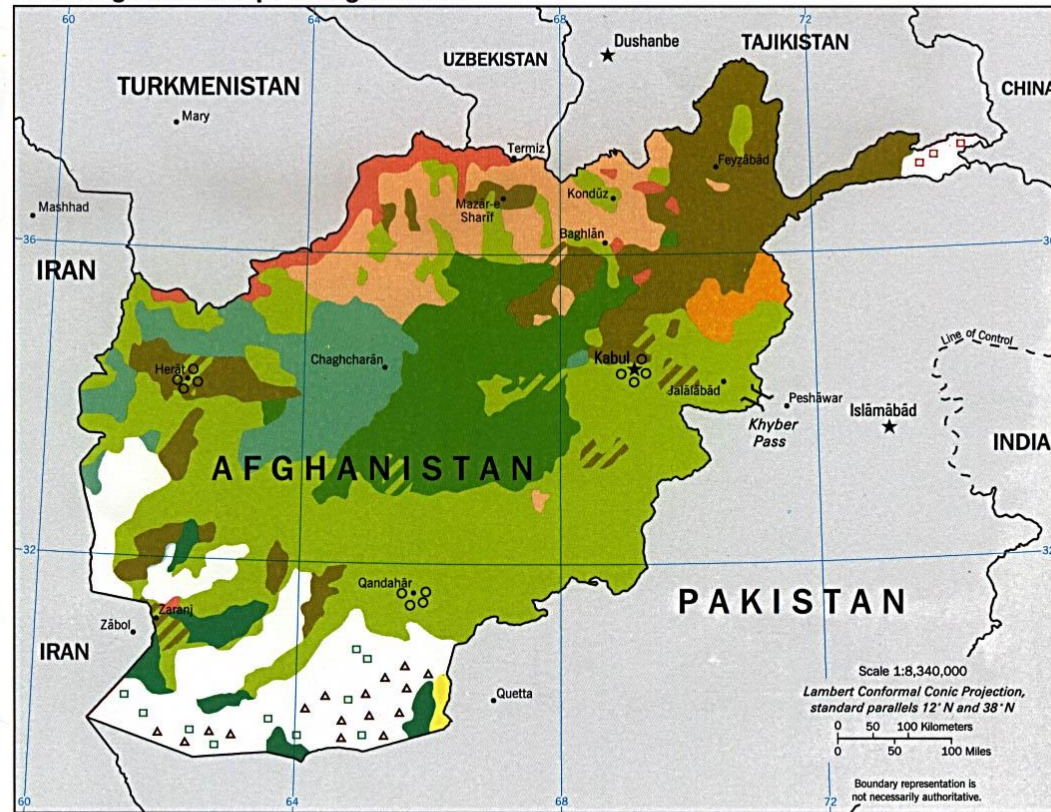 60
64
68
72
Dushanbe
TAJIKISTAN
UZBEKISTAN
CHINA
TURKMENISTAN
Mary
Termiz
Feyzābād
Mashhad
Mazār-e
Sharīf
Kondūz
Baghlān
36
36
IRAN
Line of Control
Herāt
Chaghcharān
Kabul
Jalālābād
Peshāwar
Islāmābād
Khyber
Pass
INDIA
AFGHANISTAN
32
32
Qandahār
Zaranj
Zābol
PAKISTAN
IRAN
Quetta
Scale 1:8,340,000
Lambert Conformal Conic Projection,
standard parallels 12°N and 38°N
0 50 100 Kilometers
0 50 100 Miles
Boundary representation is
not necessarily authoritative.
60
64
68
72